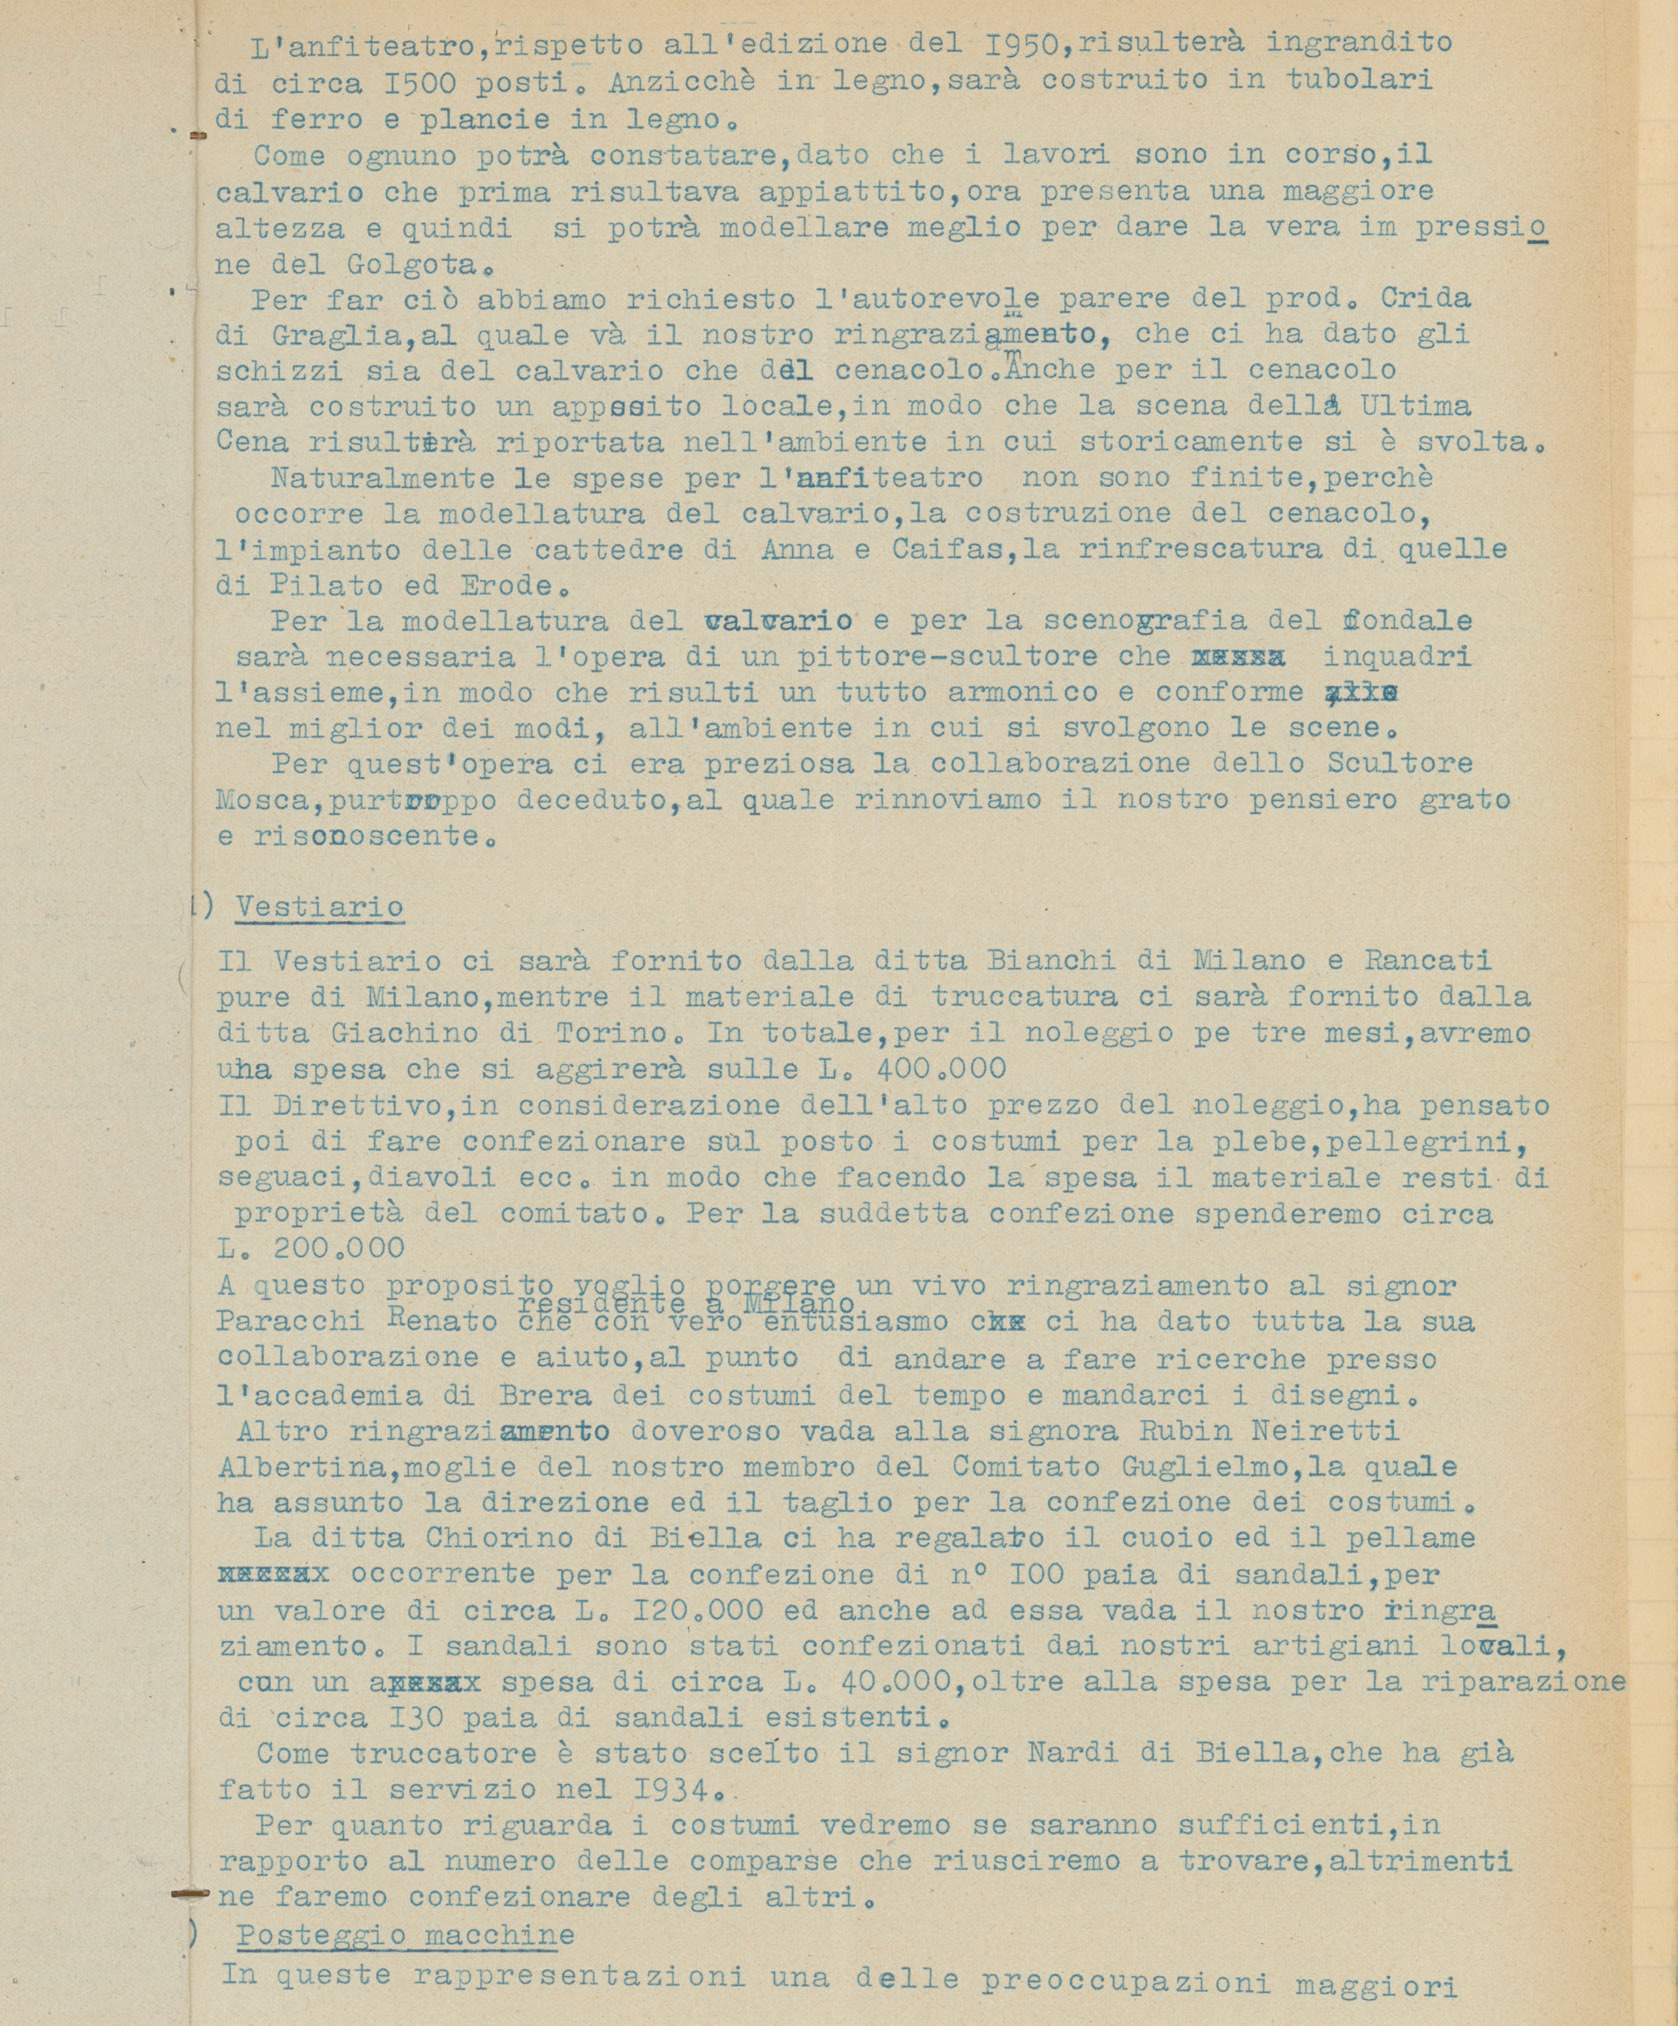 L'anfiteatro,rispetto all'edizione del I950,risulterà ingrandito
di circa I500 posti. Anzicchè in legno,sarà costruito in tubolari
di ferro e plancie in legno.
Come ognuno potrà constatare,dato che i lavori sono in corso,il
calvario che prima risultava appiattito,ora presenta una maggiore
altezza e quindi  si potrà modellare meglio per dare la vera im pressio
ne del Golgota.
Per far ciò abbiamo richiesto l'autorevole parere del prod. Crida
di Graglia,al quale và il nostro ringraziamento, che ci ha dato gli
schizzi sia del calvario che del cenacolo.Anche per il cenacolo
sarà costruito un apposito locale,in modo che la scena della Ultima
Cena risulterà riportata nell'ambiente in cui storicamente si è svolta.
Naturalmente le spese per l'anfiteatro  non sono finite,perchè
occorre la modellatura del calvario,la costruzione del cenacolo,
l'impianto delle cattedre di Anna e Caifas,la rinfrescatura di quelle
di Pilato ed Erode.
Per la modellatura del calvario e per la scenografia del fondale
sarà necessaria l'opera di un pittore-scultore che inquadri
l'assieme,in modo che risulti un tutto armonico e conforme
nel miglior dei modi, all'ambiente in cui si svolgono le scene.
Per quest'opera ci era preziosa la collaborazione dello Scultore
Mosca,purtroppo deceduto,al quale rinnoviamo il nostro pensiero grato
e risonoscente.
) Vestiario
Il Vestiario ci sarà fornito dalla ditta Bianchi di Milano e Rancati
pure di Milano,mentre il materiale di truccatura ci sarà fornito dalla
ditta Giachino di Torino. In totale,per il noleggio pe tre mesi,avremo
una spesa che si aggirerà sulle L. 400.000
Il Direttivo,in considerazione dell'alto prezzo del noleggio,ha pensato
poi di fare confezionare sul posto i costumi per la plebe,pellegrini,
seguaci,diavoli ecc. in modo che facendo la spesa il materiale resti di
proprietà del comitato. Per la suddetta confezione spenderemo circa
L. 200.000
A questo proposito voglio porgere un vivo ringraziamento al signor
residente a Milano
Paracchi Renato che con vero entusiasmo ci ha dato tutta la sua
collaborazione e aiuto,al punto  di andare a fare ricerche presso
l'accademia di Brera dei costumi del tempo e mandarci i disegni.
Altro ringraziamento doveroso vada alla signora Rubin Neiretti
Albertina,moglie del nostro membro del Comitato Guglielmo,la quale
ha assunto la direzione ed il taglio per la confezione dei costumi.
La ditta Chiorino di Biella ci ha regalato il cuoio ed il pellame
occorrente per la confezione di n° I00 paia di sandali,per
un valore di circa L. I20.000 ed anche ad essa vada il nostro ringra
ziamento. I sandali sono stati confezionati dai nostri artigiani locali,
cun un spesa di circa L. 40.000,oltre alla spesa per la riparazione
di circa I30 paia di sandali esistenti.
Come truccatore è stato scelto il signor Nardi di Biella,che ha già
fatto il servizio nel I934.
Per quanto riguarda i costumi vedremo se saranno sufficienti,in
rapporto al numero delle comparse che riusciremo a trovare,altrimenti
ne faremo confezionare degli altri.
) Posteggio macchine
In queste rappresentazioni una delle preoccupazioni maggiori